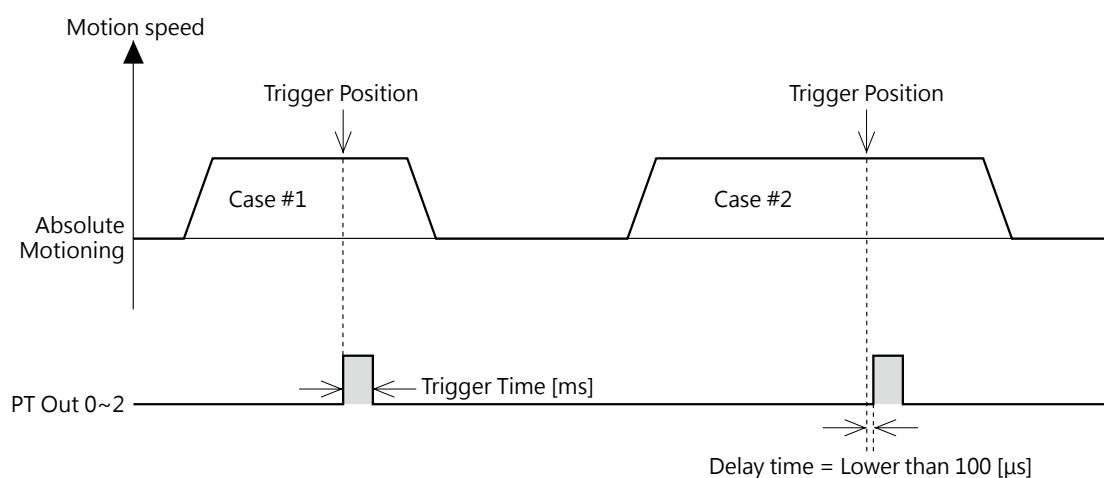 Motion speed
Trigger Position
Trigger Position
Case #1
Case #2
Absolute
Motioning
Trigger Time [ms]
PT Out 0~2
Delay time = Lower than 100 [µs]